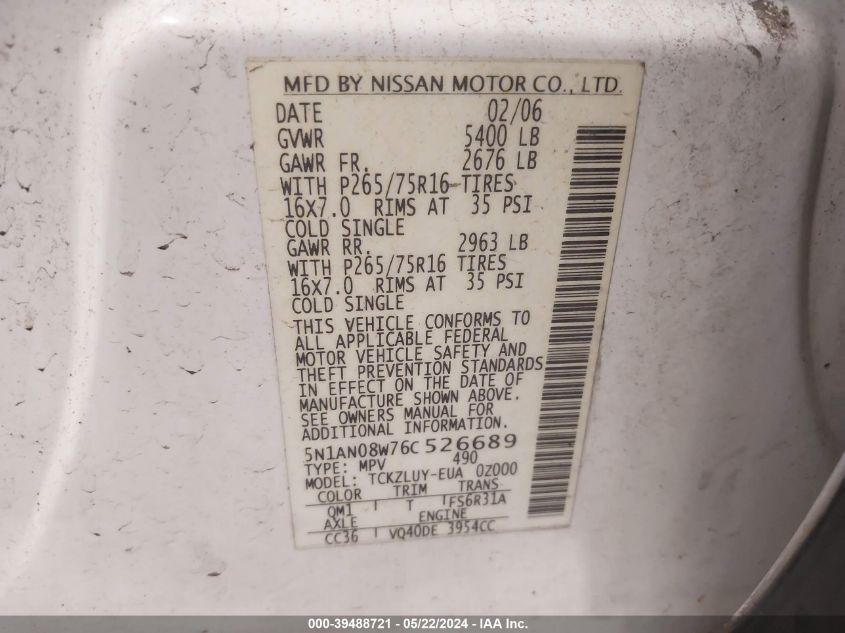 MFD BY NISSAN MOTOR CO., LTD.
DATE 02/06
GVWR 5400 LB
GAWR FR. 2676 LB
WITH P265/75R16 TIRES
16X7.0 RIMS AT 35 PSI
COLD SINGLE
GAWR RR. 2963 LB
WITH P265/75R16 TIRES
16X7.0 RIMS AT 35 PSI
COLD SINGLE
THIS VEHICLE CONFORMS TO
ALL APPLICABLE FEDERAL
MOTOR VEHICLE SAFETY AND
THEFT PREVENTION STANDARDS
IN EFFECT ON THE DATE OF
MANUFACTURE SHOWN ABOVE.
SEE OWNERS MANUAL FOR
ADDITIONAL INFORMATION.
5N1AN08W76C526689
TYPE: MPV 490
MODEL: TCKZLUY-EUA 0Z000
COLOR TRIM TRANS
QM1 T FS6R31A
AXLE ENGINE
CC36 VQ40DE 3954CC
000-39488721 - 05/22/2024 - IAA Inc.